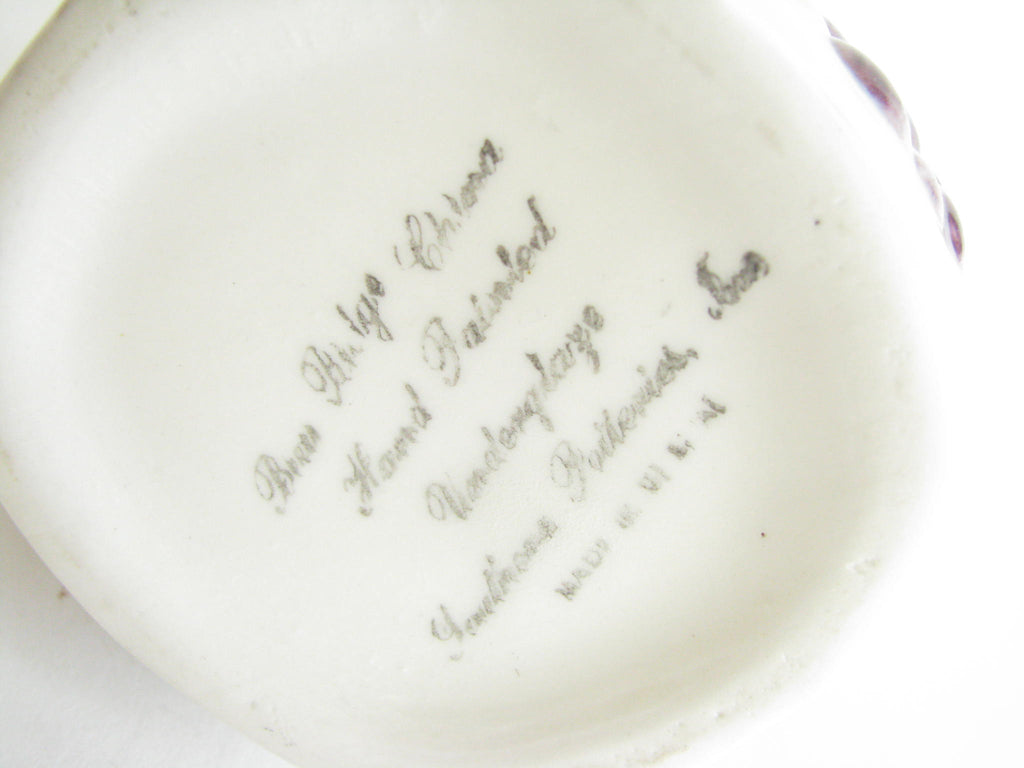 Blue Ridge China
Hand Painted
Underglaze
Southern Potteries, Inc.
MADE IN U.S.A.